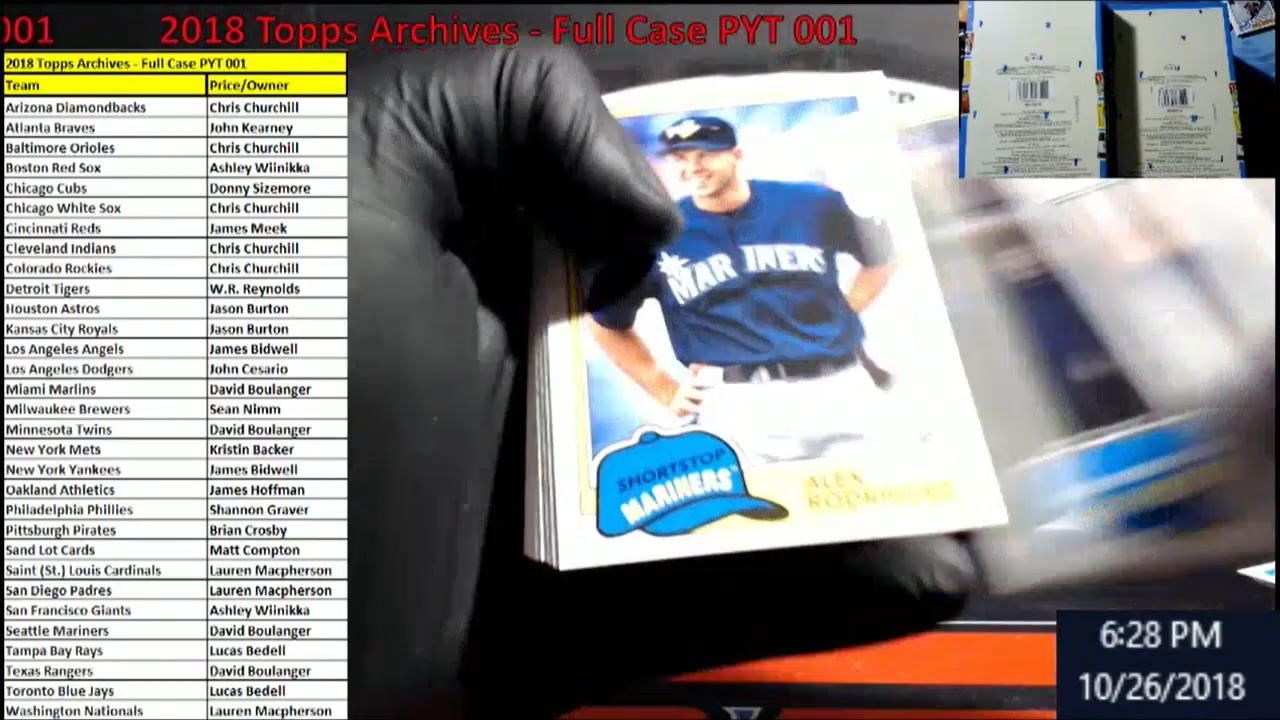 001 2018 Topps Archives - Full Case PYT 001
2018 Topps Archives - Full Case PYT 001
Team Price/Owner
Arizona Diamondbacks Chris Churchill
Atlanta Braves John Kearney
Baltimore Orioles Chris Churchill
Boston Red Sox Ashley Wiinikka
Chicago Cubs Donny Sizemore
Chicago White Sox Chris Churchill
Cincinnati Reds James Meek
Cleveland Indians Chris Churchill
Colorado Rockies Chris Churchill
Detroit Tigers W.R. Reynolds
Houston Astros Jason Burton
Kansas City Royals Jason Burton
Los Angeles Angels James Bidwell
Los Angeles Dodgers John Cesario
Miami Marlins David Boulanger
Milwaukee Brewers Sean Nimm
Minnesota Twins David Boulanger
New York Mets Kristin Backer
New York Yankees James Bidwell
Oakland Athletics James Hoffman
Philadelphia Phillies Shannon Graver
Pittsburgh Pirates Brian Crosby
Sand Lot Cards Matt Compton
Saint (St.) Louis Cardinals Lauren Macpherson
San Diego Padres Lauren Macpherson
San Francisco Giants Ashley Wiinikka
Seattle Mariners David Boulanger
Tampa Bay Rays Lucas Bedell
Texas Rangers David Boulanger
Toronto Blue Jays Lucas Bedell
Washington Nationals Lauren Macpherson
MARINERS
SHORTSTOP
MARINERS™
ALEX
RODRIGUEZ
6:28 PM
10/26/2018